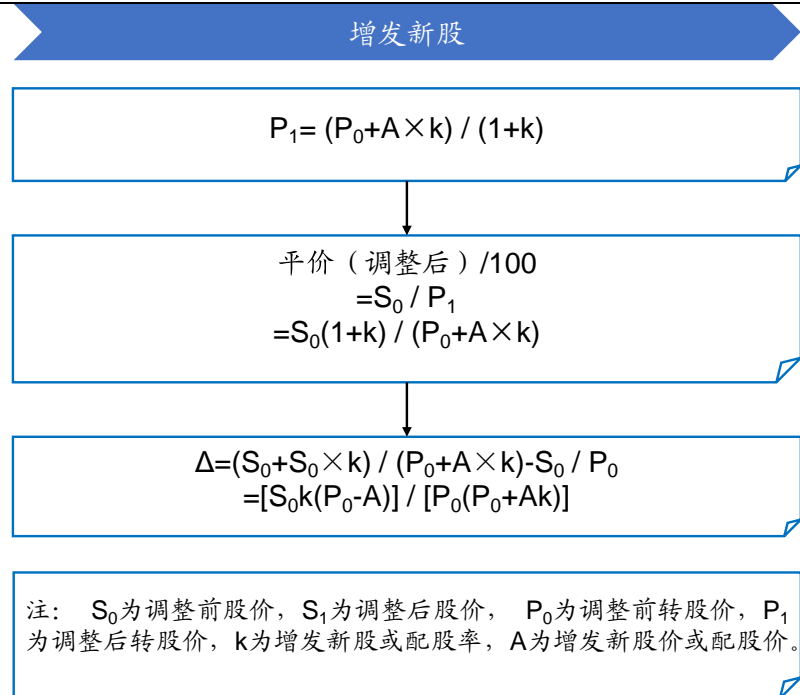 增发新股
P₁= (P₀+A×k) / (1+k)
平价（调整后）/100
=S₀ / P₁
=S₀(1+k) / (P₀+A×k)
Δ=(S₀+S₀×k) / (P₀+A×k)-S₀ / P₀
=[S₀k(P₀-A)] / [P₀(P₀+Ak)]
注： S₀为调整前股价，S₁为调整后股价， P₀为调整前转股价，P₁
为调整后转股价，k为增发新股或配股率，A为增发新股价或配股价。